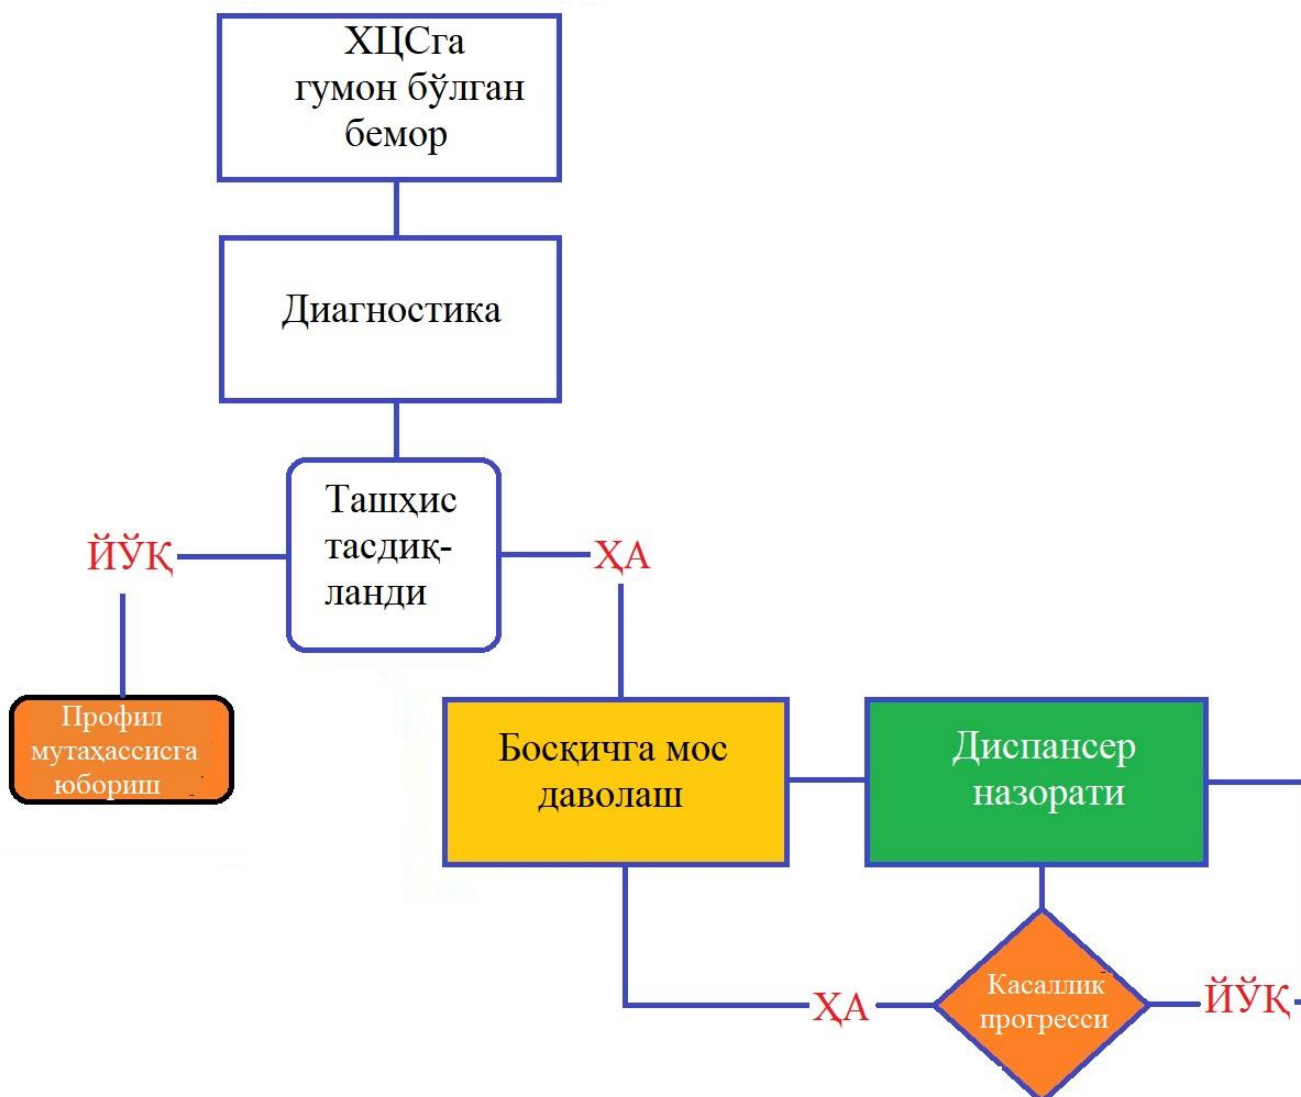 ХЦСга
гумон бўлган
бемор
Диагностика
Ташҳис
тасдиқ-
ланди
ЙЎҚ
ҲА
Профил
мутаҳассисга
юбориш
Босқичга мос
даволаш
Диспансер
назорати
Касаллик
прогресси
ҲА
ЙЎҚ